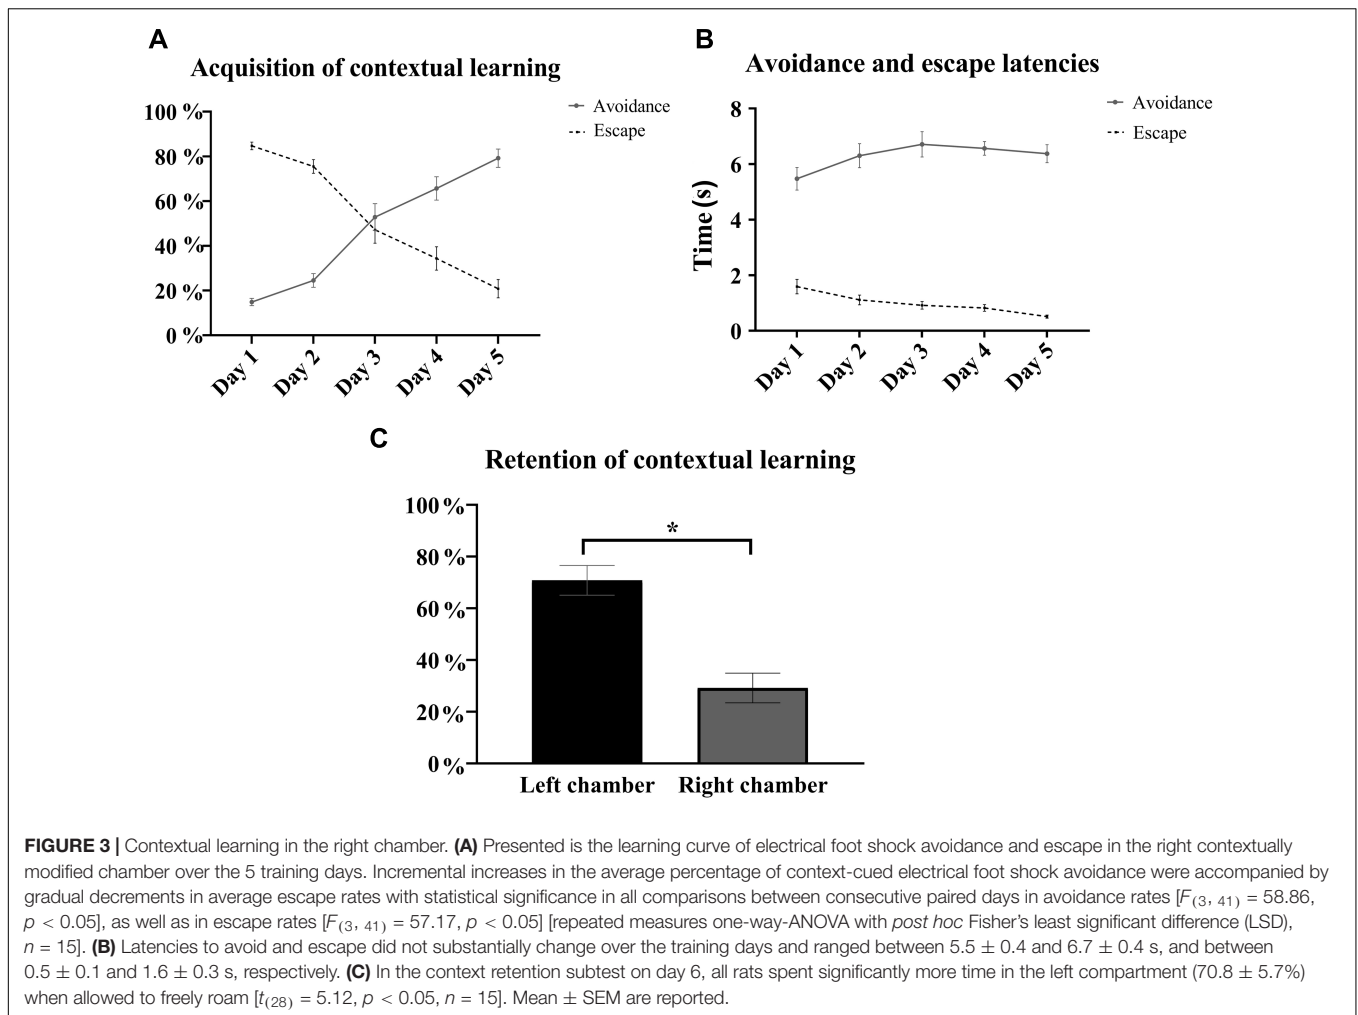 A
Acquisition of contextual learning
100 %
80 %
60 %
40 %
20 %
0 %
Day 1
Day 2
Day 3
Day 4
Day 5
Avoidance
Escape
B
Avoidance and escape latencies
8
6
4
2
0
Time (s)
Day 1
Day 2
Day 3
Day 4
Day 5
Avoidance
Escape
C
Retention of contextual learning
100 %
80 %
60 %
40 %
20 %
0 %
*
Left chamber
Right chamber
FIGURE 3 | Contextual learning in the right chamber. (A) Presented is the learning curve of electrical foot shock avoidance and escape in the right contextually
modified chamber over the 5 training days. Incremental increases in the average percentage of context-cued electrical foot shock avoidance were accompanied by
gradual decrements in average escape rates with statistical significance in all comparisons between consecutive paired days in avoidance rates [F(3, 41) = 58.86,
p < 0.05], as well as in escape rates [F(3, 41) = 57.17, p < 0.05] [repeated measures one-way-ANOVA with post hoc Fisher's least significant difference (LSD),
n = 15]. (B) Latencies to avoid and escape did not substantially change over the training days and ranged between 5.5 ± 0.4 and 6.7 ± 0.4 s, and between
0.5 ± 0.1 and 1.6 ± 0.3 s, respectively. (C) In the context retention subtest on day 6, all rats spent significantly more time in the left compartment (70.8 ± 5.7%)
when allowed to freely roam [t(28) = 5.12, p < 0.05, n = 15]. Mean ± SEM are reported.